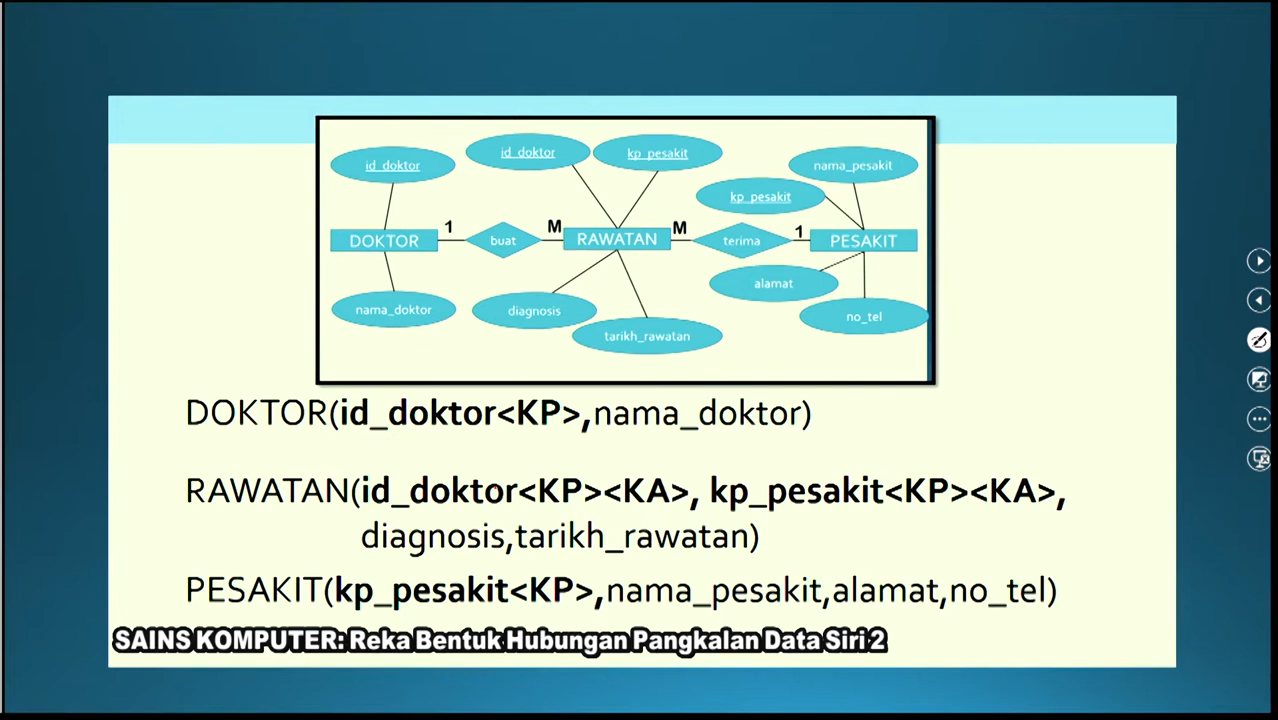 id_doktor
id_doktor
kp_pesakit
nama_pesakit
kp_pesakit
DOKTOR
1
buat
M
RAWATAN
M
terima
1
PESAKIT
alamat
nama_doktor
diagnosis
tarikh_rawatan
no_tel
DOKTOR(id_doktor<KP>,nama_doktor)
RAWATAN(id_doktor<KP><KA>, kp_pesakit<KP><KA>,
diagnosis,tarikh_rawatan)
PESAKIT(kp_pesakit<KP>,nama_pesakit,alamat,no_tel)
SAINS KOMPUTER: Reka Bentuk Hubungan Pangkalan Data Siri 2